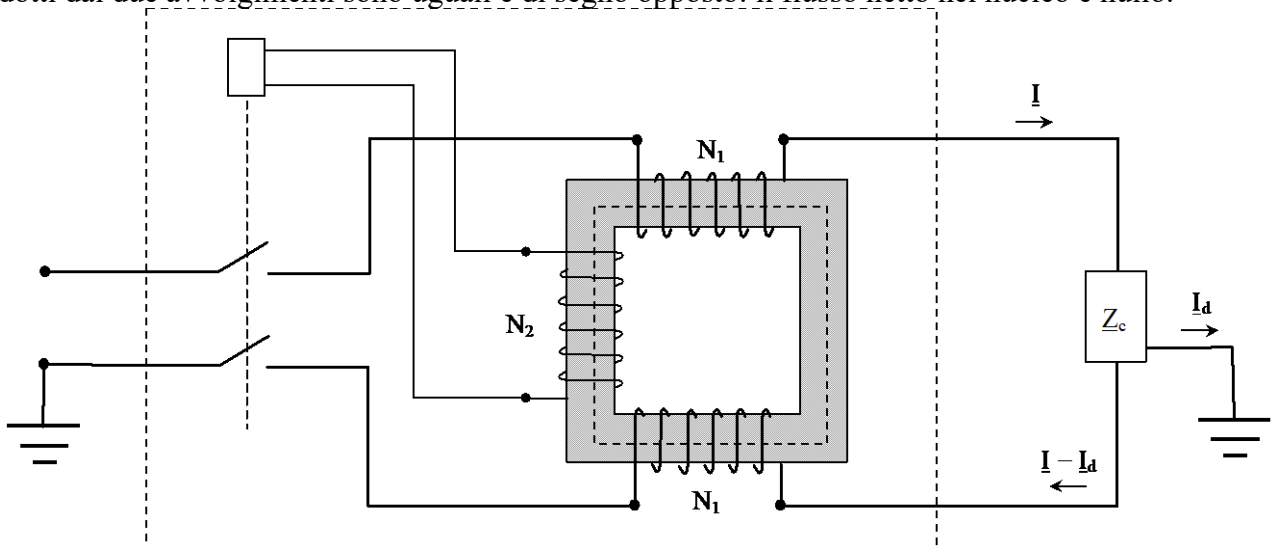 dotti dai due avvolgimenti sono uguali e di segno opposto: il flusso netto nel nucleo è nullo.
I
N1
N2
Zc
Id
I – Id
N1